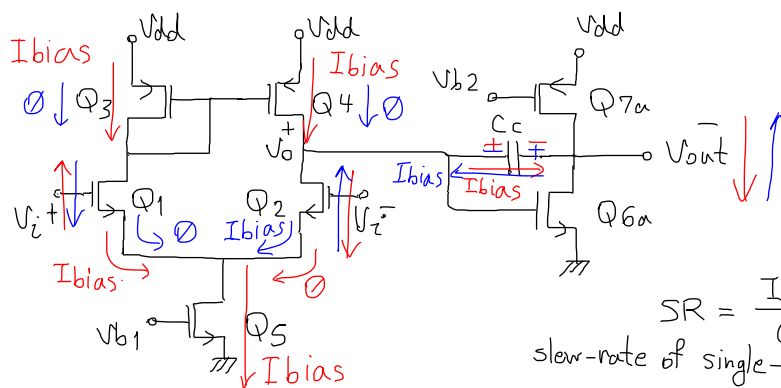 Vdd
Vdd
Vdd
Ibias
Ibias
Vb2
Q7a
Ø
Q3
Q4
Ø
+
Vo
Cc
± ∓
Vout⁻
Ibias
Ibias
Vi⁺
Q1
Q2
Vi⁻
Q6a
Ø
Ibias
Ibias
Ø
Vb1
Q5
Ibias
SR = I
slew-rate of single-